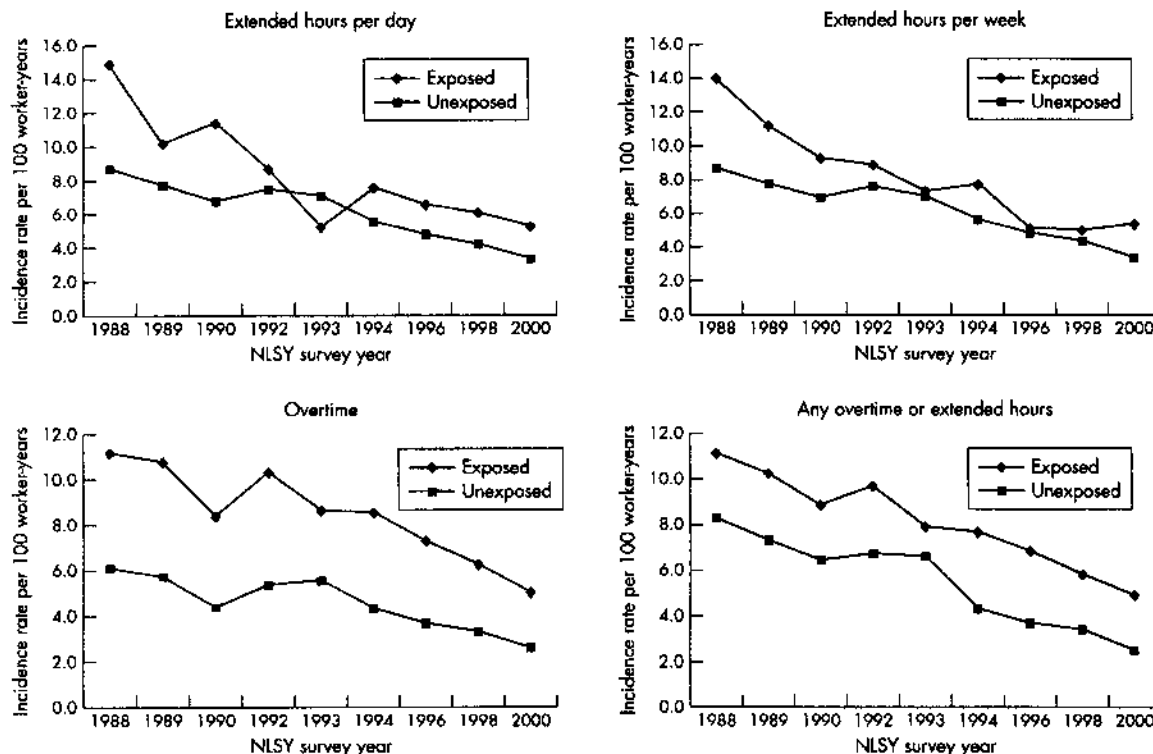 Extended hours per day
Incidence rate per 100 worker-years
16.0
14.0
12.0
10.0
8.0
6.0
4.0
2.0
0.0
Exposed
Unexposed
1988 1989 1990 1992 1993 1994 1996 1998 2000
NLSY survey year
Extended hours per week
Incidence rate per 100 worker-years
16.0
14.0
12.0
10.0
8.0
6.0
4.0
2.0
0.0
Exposed
Unexposed
1988 1989 1990 1992 1993 1994 1996 1998 2000
NLSY survey year
Overtime
Incidence rate per 100 worker-years
12.0
10.0
8.0
6.0
4.0
2.0
0.0
Exposed
Unexposed
1988 1989 1990 1992 1993 1994 1996 1998 2000
NLSY survey year
Any overtime or extended hours
Incidence rate per 100 worker-years
12.0
10.0
8.0
6.0
4.0
2.0
0.0
Exposed
Unexposed
1988 1989 1990 1992 1993 1994 1996 1998 2000
NLSY survey year